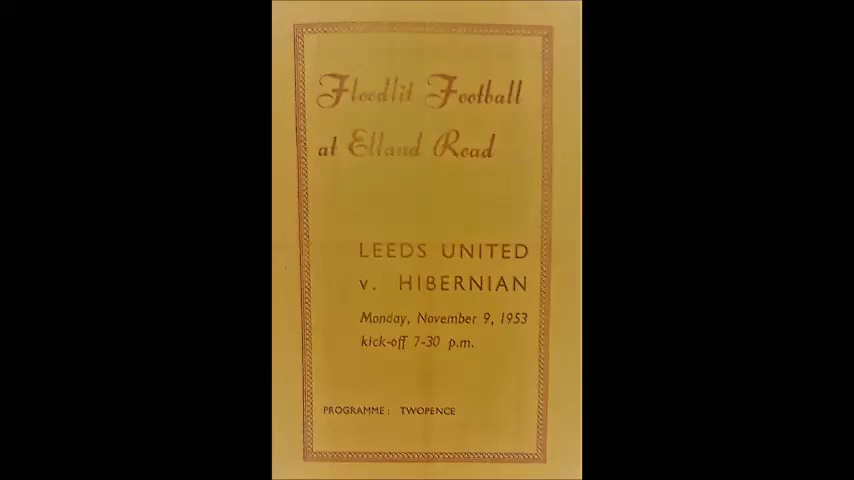 Floodlit Football
at Elland Road
LEEDS UNITED
v. HIBERNIAN
Monday, November 9, 1953
kick-off 7-30 p.m.
PROGRAMME: TWOPENCE